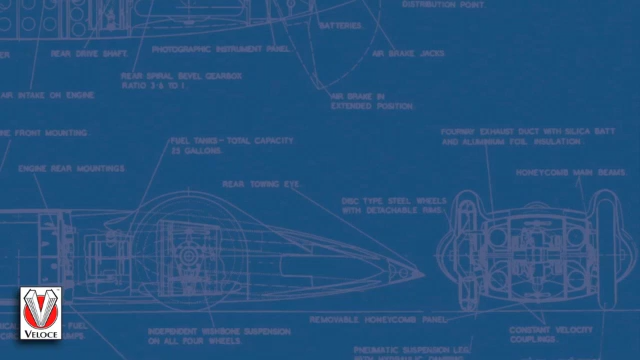 DISTRIBUTION POINT.
BATTERIES.
REAR DRIVE SHAFT.
PHOTOGRAPHIC INSTRUMENT PANEL.
AIR BRAKE JACKS.
REAR SPIRAL BEVEL GEARBOX
RATIO 3·6 TO 1.
AIR INTAKE ON ENGINE
AIR BRAKE IN
EXTENDED POSITION.
FRONT MOUNTING.
FUEL TANKS—TOTAL CAPACITY
25 GALLONS.
FOURWAY EXHAUST DUCT WITH SILICA BATT
AND ALUMINIUM FOIL INSULATION
ENGINE REAR MOUNTINGS
HONEYCOMB MAIN BEAMS.
REAR TOWING EYE.
DISC TYPE STEEL WHEELS
WITH DETACHABLE RIMS.
REMOVABLE HONEYCOMB PANEL
FUEL
INDEPENDENT WISHBONE SUSPENSION
ON ALL FOUR WHEELS.
CONSTANT VELOCITY
COUPLINGS.
PNEUMATIC SUSPENSION LEG.
VELOCE